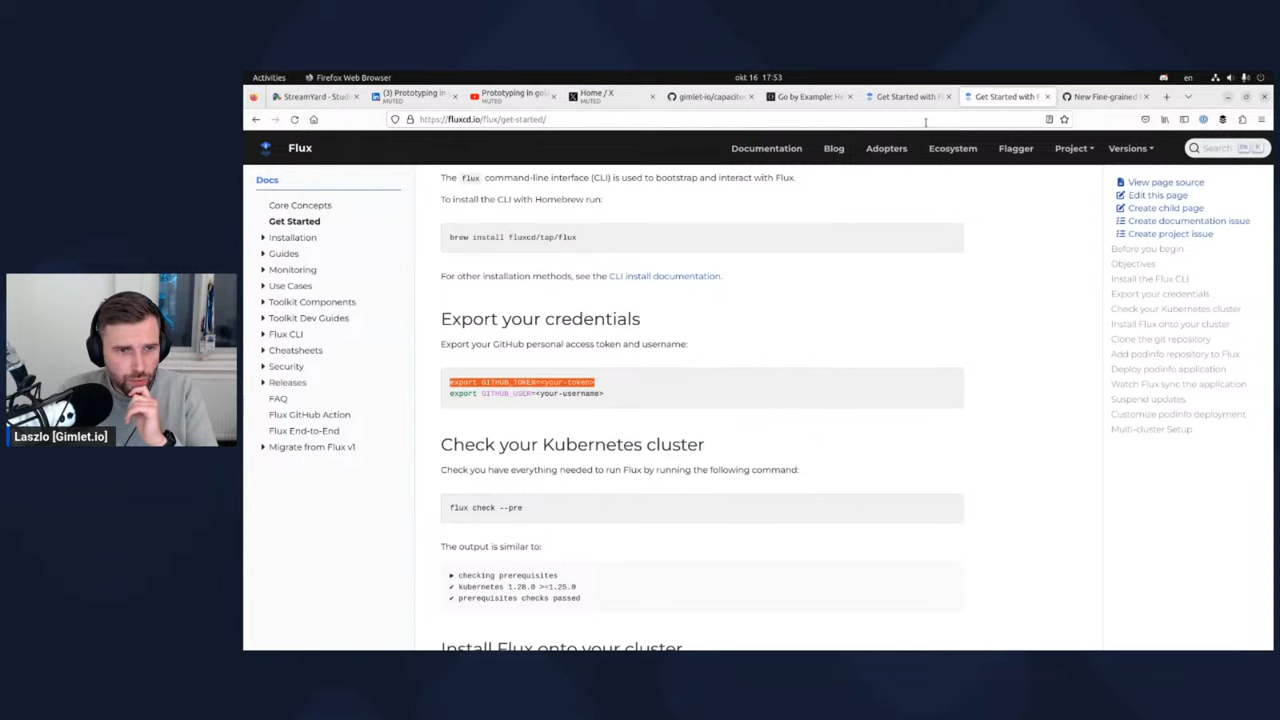 Activities
Firefox Web Browser
okt 16 17:53
en
StreamYard - Studi
(3) Prototyping in
MUTED
Prototyping in gol
MUTED
Home / X
MUTED
gimlet-io/capacito
Go by Example: He
Get Started with Fl
Get Started with F
New Fine-grained F
https://fluxcd.io/flux/get-started/
Flux
Documentation
Blog
Adopters
Ecosystem
Flagger
Project
Versions
Search
Docs
Core Concepts
Get Started
Installation
Guides
Monitoring
Use Cases
Toolkit Components
Toolkit Dev Guides
Flux CLI
Cheatsheets
Security
Releases
FAQ
Flux GitHub Action
Flux End-to-End
Migrate from Flux v1
The flux command-line interface (CLI) is used to bootstrap and interact with Flux.
To install the CLI with Homebrew run:
brew install fluxcd/tap/flux
For other installation methods, see the CLI install documentation.
Export your credentials
Export your GitHub personal access token and username:
export GITHUB_TOKEN=<your-token>
export GITHUB_USER=<your-username>
Check your Kubernetes cluster
Check you have everything needed to run Flux by running the following command:
flux check --pre
The output is similar to:
► checking prerequisites
✔ kubernetes 1.28.0 >=1.25.0
✔ prerequisites checks passed
Install Flux onto your cluster
View page source
Edit this page
Create child page
Create documentation issue
Create project issue
Before you begin
Objectives
Install the Flux CLI
Export your credentials
Check your Kubernetes cluster
Install Flux onto your cluster
Clone the git repository
Add podinfo repository to Flux
Deploy podinfo application
Watch Flux sync the application
Suspend updates
Customize podinfo deployment
Multi-cluster Setup
Laszlo [Gimlet.io]